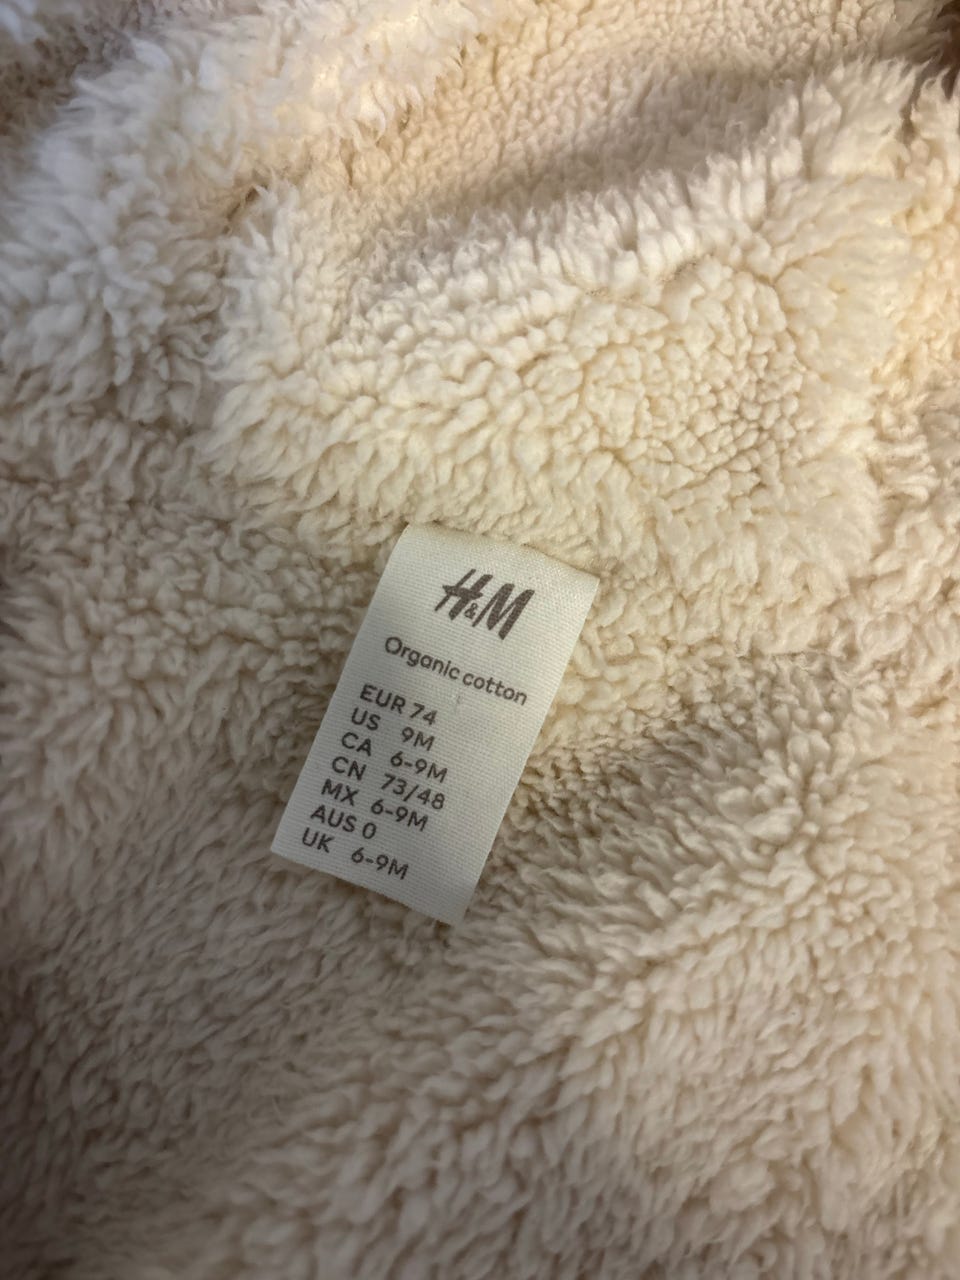 H&M
Organic cotton
EUR 74
US 9M
CA 6-9M
CN 73/48
MX 6-9M
AUS 0
UK 6-9M